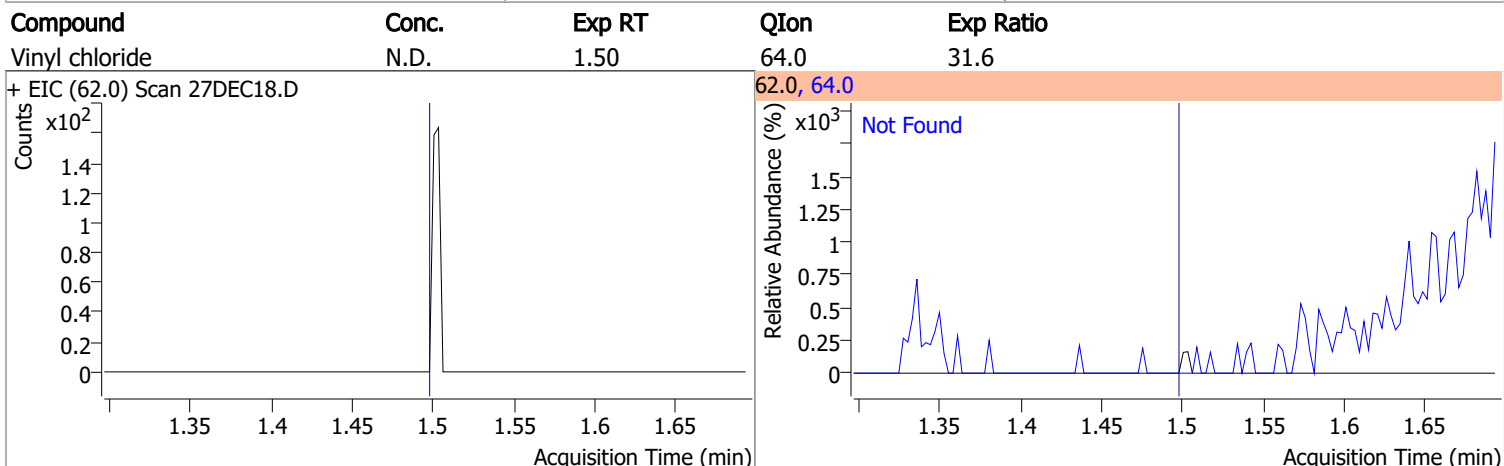 Compound Conc. Exp RT QIon Exp Ratio
Vinyl chloride N.D. 1.50 64.0 31.6
+ EIC (62.0) Scan 27DEC18.D
Counts
x10²
1.4
1.2
1
0.8
0.6
0.4
0.2
0
1.35 1.4 1.45 1.5 1.55 1.6 1.65
Acquisition Time (min)
62.0, 64.0
Relative Abundance (%)
x10³
Not Found
1.5
1.25
1
0.75
0.5
0.25
0
1.35 1.4 1.45 1.5 1.55 1.6 1.65
Acquisition Time (min)